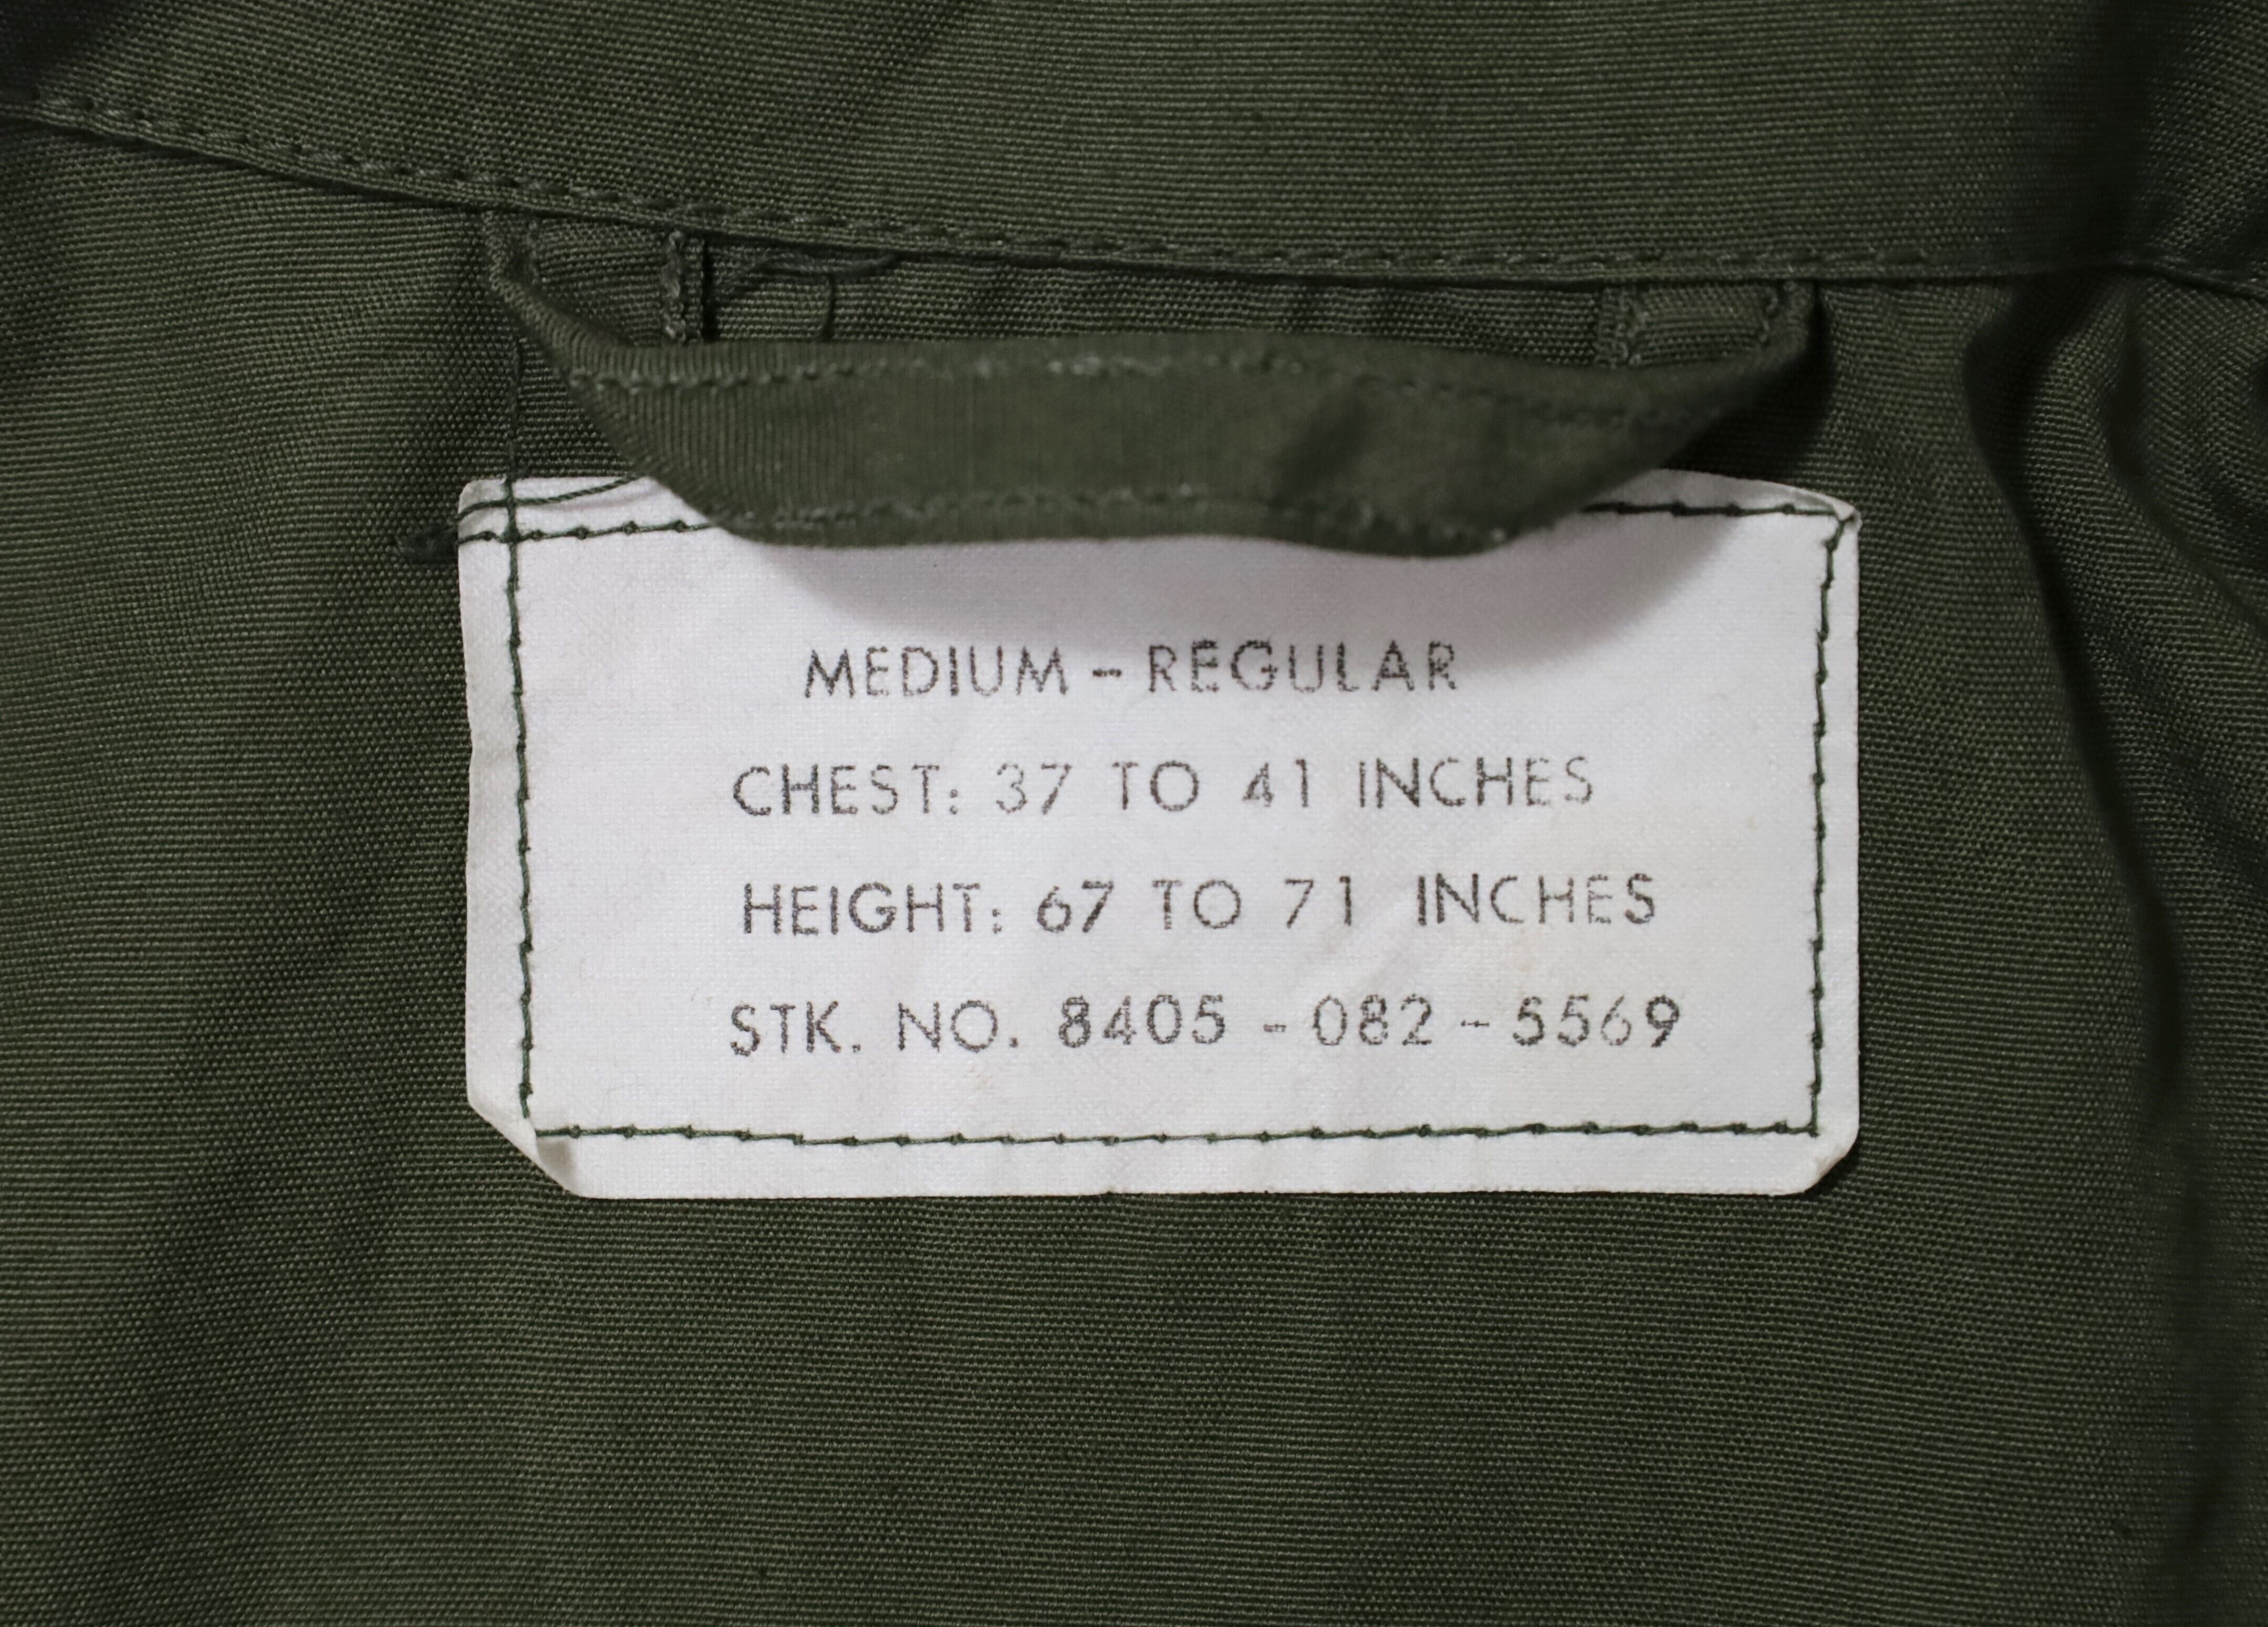 MEDIUM - REGULAR
CHEST: 37 TO 41 INCHES
HEIGHT: 67 TO 71 INCHES
STK. NO. 8405 - 082 - 5569